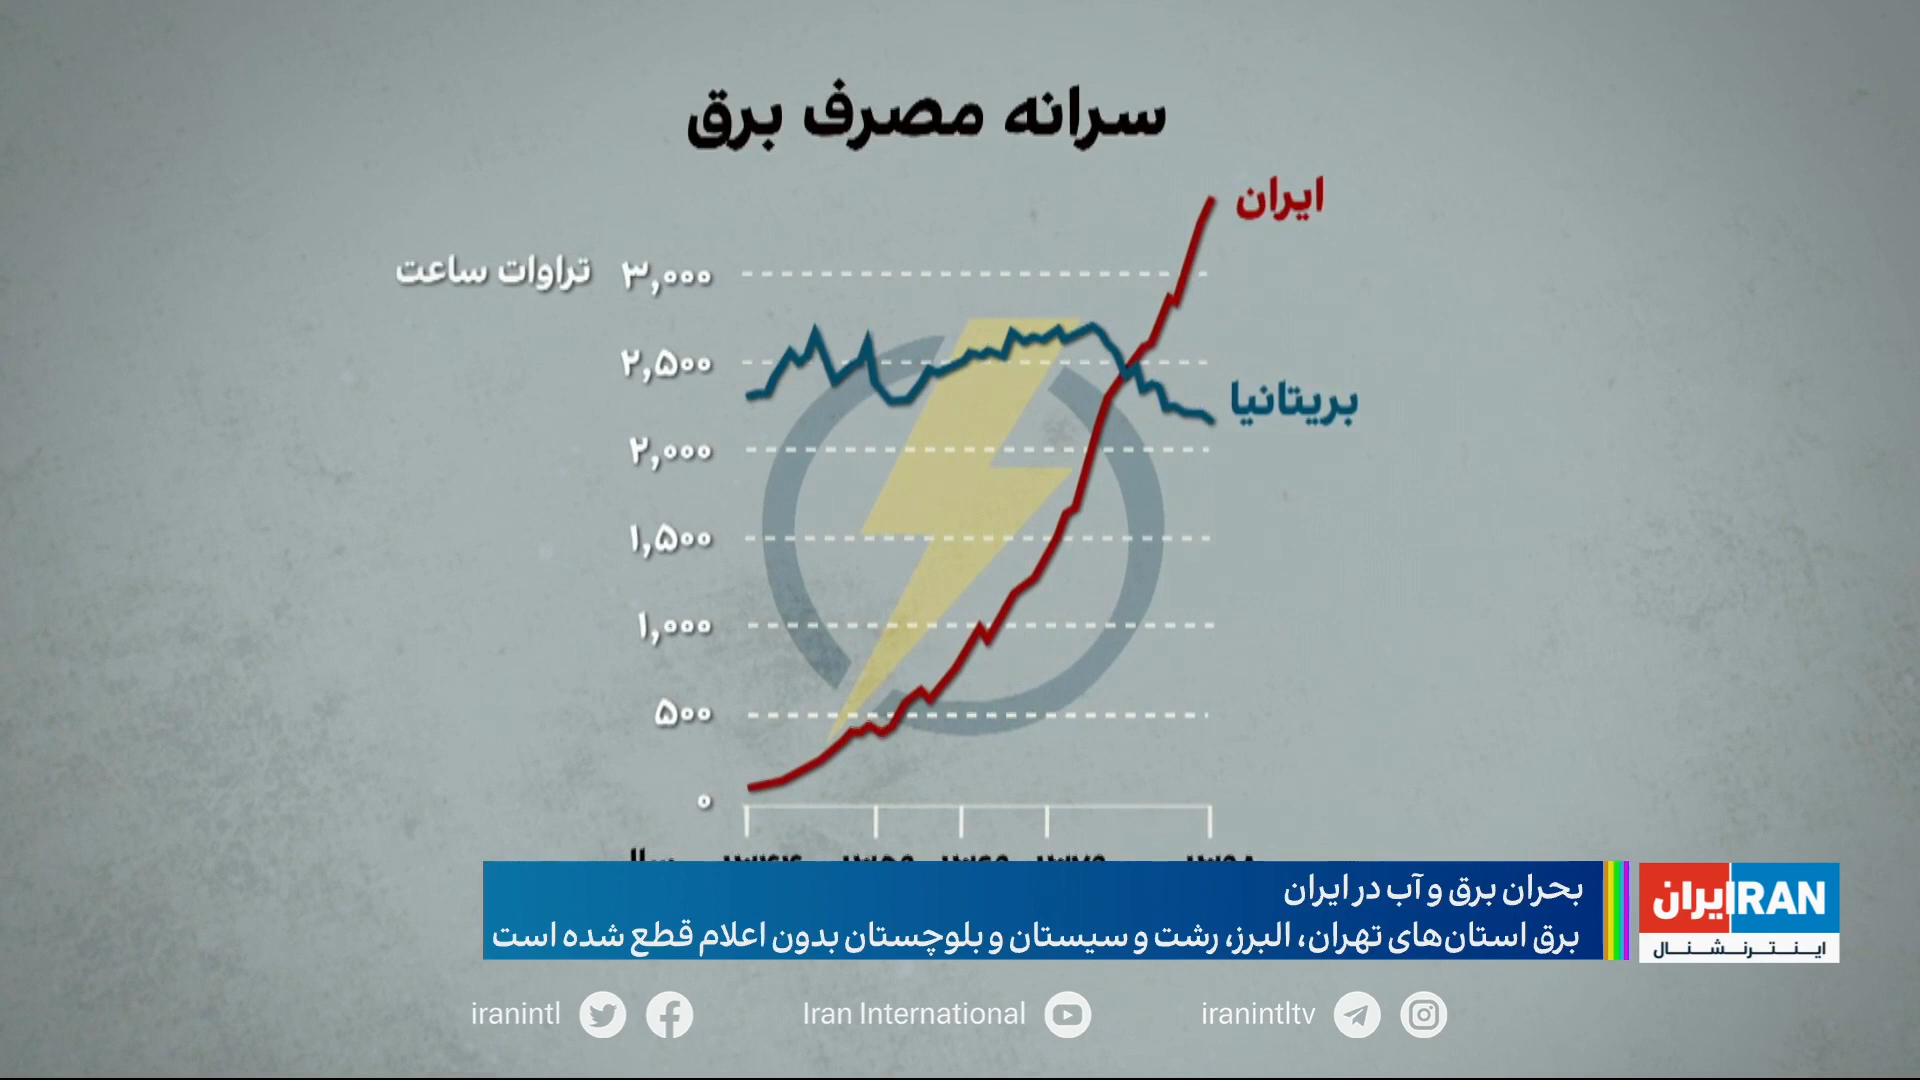 سرانه مصرف برق
ایران
۳,۰۰۰ تراوات ساعت
۲,۵۰۰
بریتانیا
۲,۰۰۰
۱,۵۰۰
۱,۰۰۰
۵۰۰
۰
بحران برق و آب در ایران
برق استان‌های تهران، البرز، رشت و سیستان و بلوچستان بدون اعلام قطع شده است
ایران IRAN
اینترنشنال
iranintl
Iran International
iranintltv